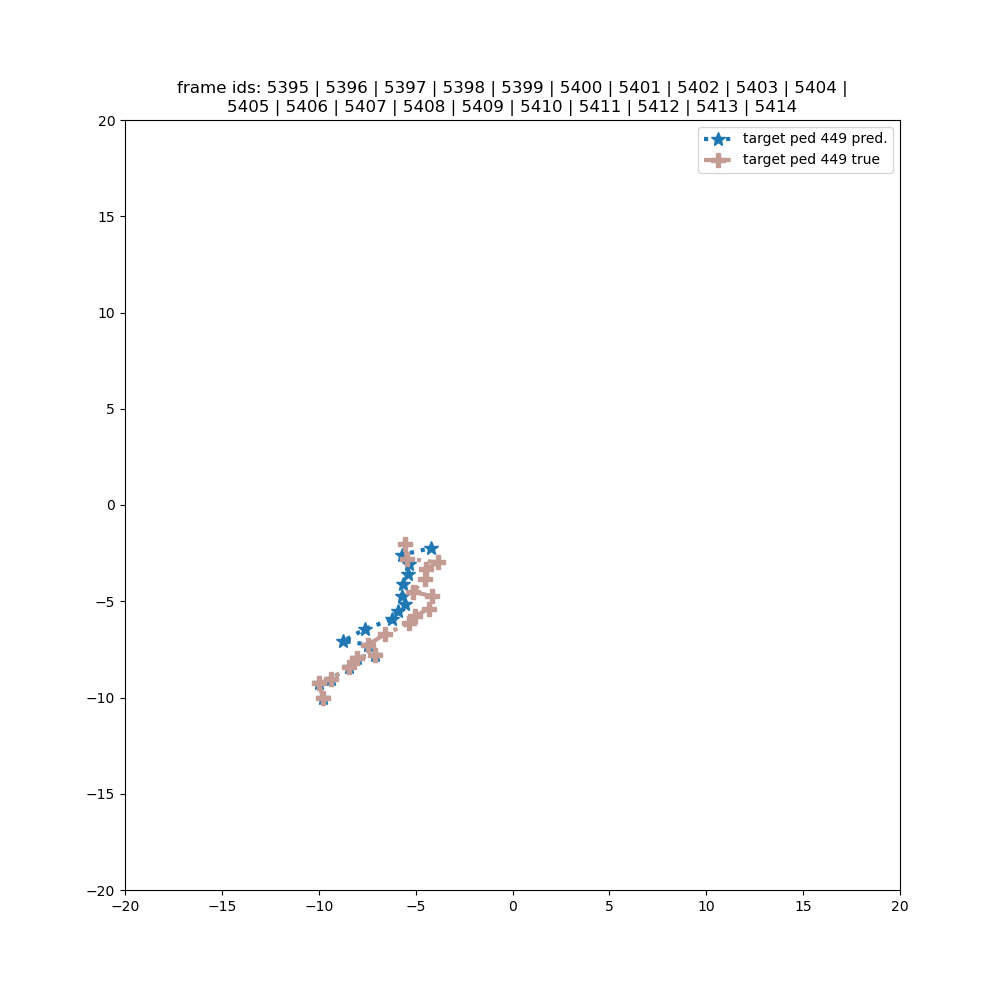 frame ids: 5395 | 5396 | 5397 | 5398 | 5399 | 5400 | 5401 | 5402 | 5403 | 5404 |
5405 | 5406 | 5407 | 5408 | 5409 | 5410 | 5411 | 5412 | 5413 | 5414
target ped 449 pred.
target ped 449 true
20
15
10
5
0
−5
−10
−15
−20
−20 −15 −10 −5 0 5 10 15 20